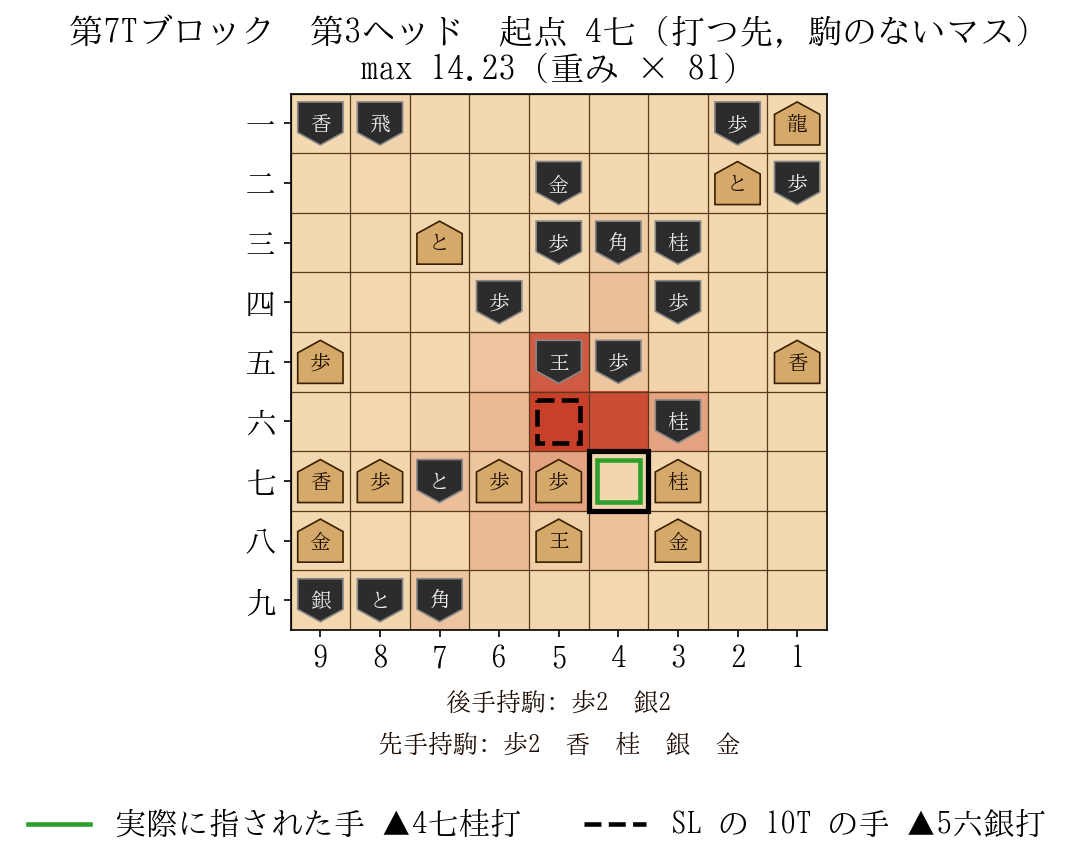 第7Tブロック　第3ヘッド　起点 4七（打つ先，駒のないマス）
max 14.23（重み × 81）
一 香 飛 歩 龍
二 金 と 歩
三 と 歩 角 桂
四 歩 歩
五 歩 王 歩 香
六 桂
七 香 歩 と 歩 歩 桂
八 金 王 金
九 銀 と 角
9 8 7 6 5 4 3 2 1
後手持駒: 歩2　銀2
先手持駒: 歩2　香　桂　銀　金
実際に指された手 ▲4七桂打
SL の 10T の手 ▲5六銀打